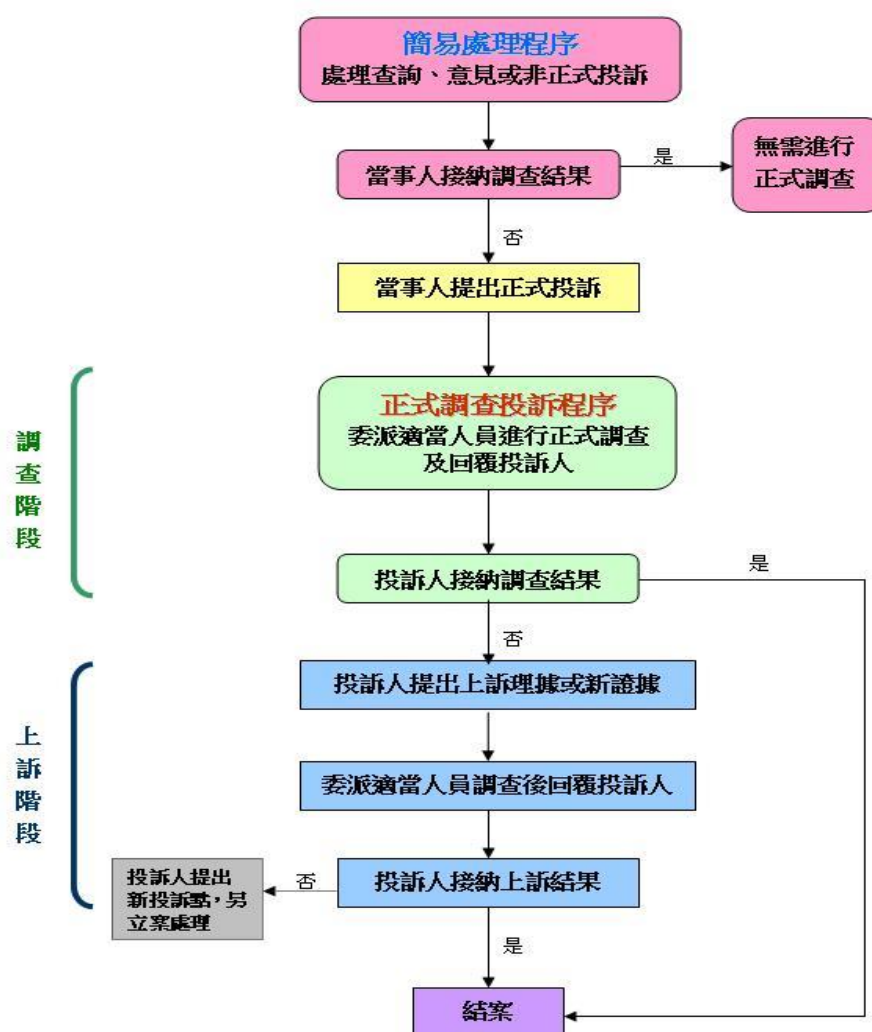 簡易處理程序
處理查詢、意見或非正式投訴
當事人接納調查結果
是
無需進行
正式調查
否
當事人提出正式投訴
調查階段
正式調查投訴程序
委派適當人員進行正式調查
及回覆投訴人
投訴人接納調查結果
是
否
上訴階段
投訴人提出上訴理據或新證據
委派適當人員調查後回覆投訴人
投訴人接納上訴結果
否
投訴人提出
新投訴點，另
立案處理
是
結案